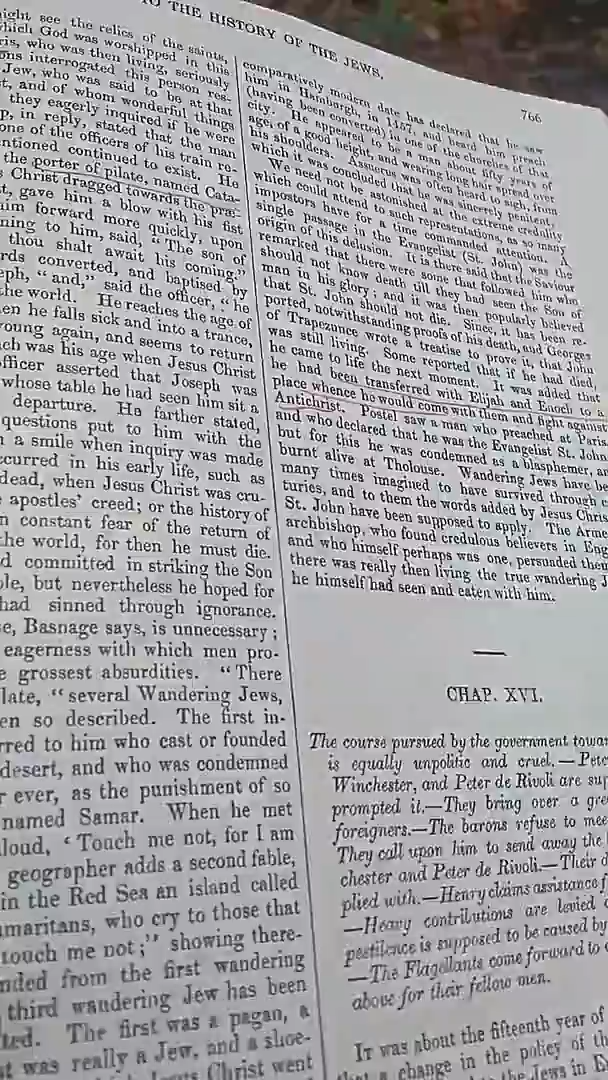 TO THE HISTORY OF THE JEWS.
766
ight see the relics of the saints,
which God was worshipped in this
ris, who was then living, seriously
ons interrogated this person res-
Jew, who was said to be at that
t, and of whom wonderful things
they eagerly inquired if he were
p, in reply, stated that the man
one of the officers of his train re-
entioned continued to exist. He
the porter of pilate, named Cata-
s Christ dragged towards the præ-
t, gave him a blow with his fist
him forward more quickly, upon
ning to him, said, "The son of
thou shalt await his coming."
rds converted, and baptised by
eph, "and," said the officer, "he
the world. He reaches the age of
en he falls sick and into a trance,
young again, and seems to return
ch was his age when Jesus Christ
officer asserted that Joseph was
whose table he had seen him sit a
departure. He farther stated,
questions put to him with the
n a smile when inquiry was made
ccurred in his early life, such as
dead, when Jesus Christ was cru-
apostles' creed; or the history of
n constant fear of the return of
the world, for then he must die.
d committed in striking the Son
ole, but nevertheless he hoped for
had sinned through ignorance.
se, Basnage says, is unnecessary;
eagerness with which men pro-
e grossest absurdities. "There
late, "several Wandering Jews,
en so described. The first in-
rred to him who cast or founded
desert, and who was condemned
r ever, as the punishment of so
named Samar. When he met
loud, 'Touch me not, for I am
geographer adds a second fable,
in the Red Sea an island called
amaritans, who cry to those that
touch me not;" showing there-
nded from the first wandering
third wandering Jew has been
ted. The first was a pagan, a
t was really a Jew, and a shoe-
Jesus Christ went
comparatively modern date has declared that he saw
him in Hamburgh, in 1457, and heard him preach
(having been converted) in one of the churches of that
city. He appeared to be a man about fifty years of
age, of a good height, and wearing long hair spread over
his shoulders. Assuerus was often heard to sigh, from
which it was concluded that he was sincerely penitent.
We need not be astonished at the extreme credulity
which could attend to such representations, as so many
impostors have for a time commanded attention. A
single passage in the Evangelist (St. John) was the
origin of this delusion. It is there said that the Saviour
remarked that there were some that followed him who
should not know death till they had seen the Son of
man in his glory; and it was then popularly believed
that St. John should not die. Since, it has been re-
ported, notwithstanding proofs of his death, and Georges
of Trapezunce wrote a treatise to prove it, that John
was still living. Some reported that if he had died,
he came to life the next moment. It was added that
he had been transferred with Elijah and Enoch to a
place whence he would come with them and fight against
Antichrist. Postel saw a man who preached at Paris
and who declared that he was the Evangelist St. John
but for this he was condemned as a blasphemer, an
burnt alive at Tholouse. Wandering Jews have be
many times imagined to have survived through c
turies, and to them the words added by Jesus Chris
St. John have been supposed to apply. The Arme
archbishop, who found credulous believers in Eng
and who himself perhaps was one, persuaded them
there was really then living the true wandering J
he himself had seen and eaten with him.
CHAP. XVI.
The course pursued by the government towar
is equally unpolitic and cruel.—Pete
Winchester, and Peter de Rivoli are sup
prompted it.—They bring over a gre
foreigners.—The barons refuse to mee
They call upon him to send away the
chester and Peter de Rivoli.—Their d
plied with.—Henry claims assistance f
—Heavy contributions are levied
pestilence is supposed to be caused by
—The Flagellants come forward to
above for their fellow men.
It was about the fifteenth year of
that a change in the policy of th
the Jews in E